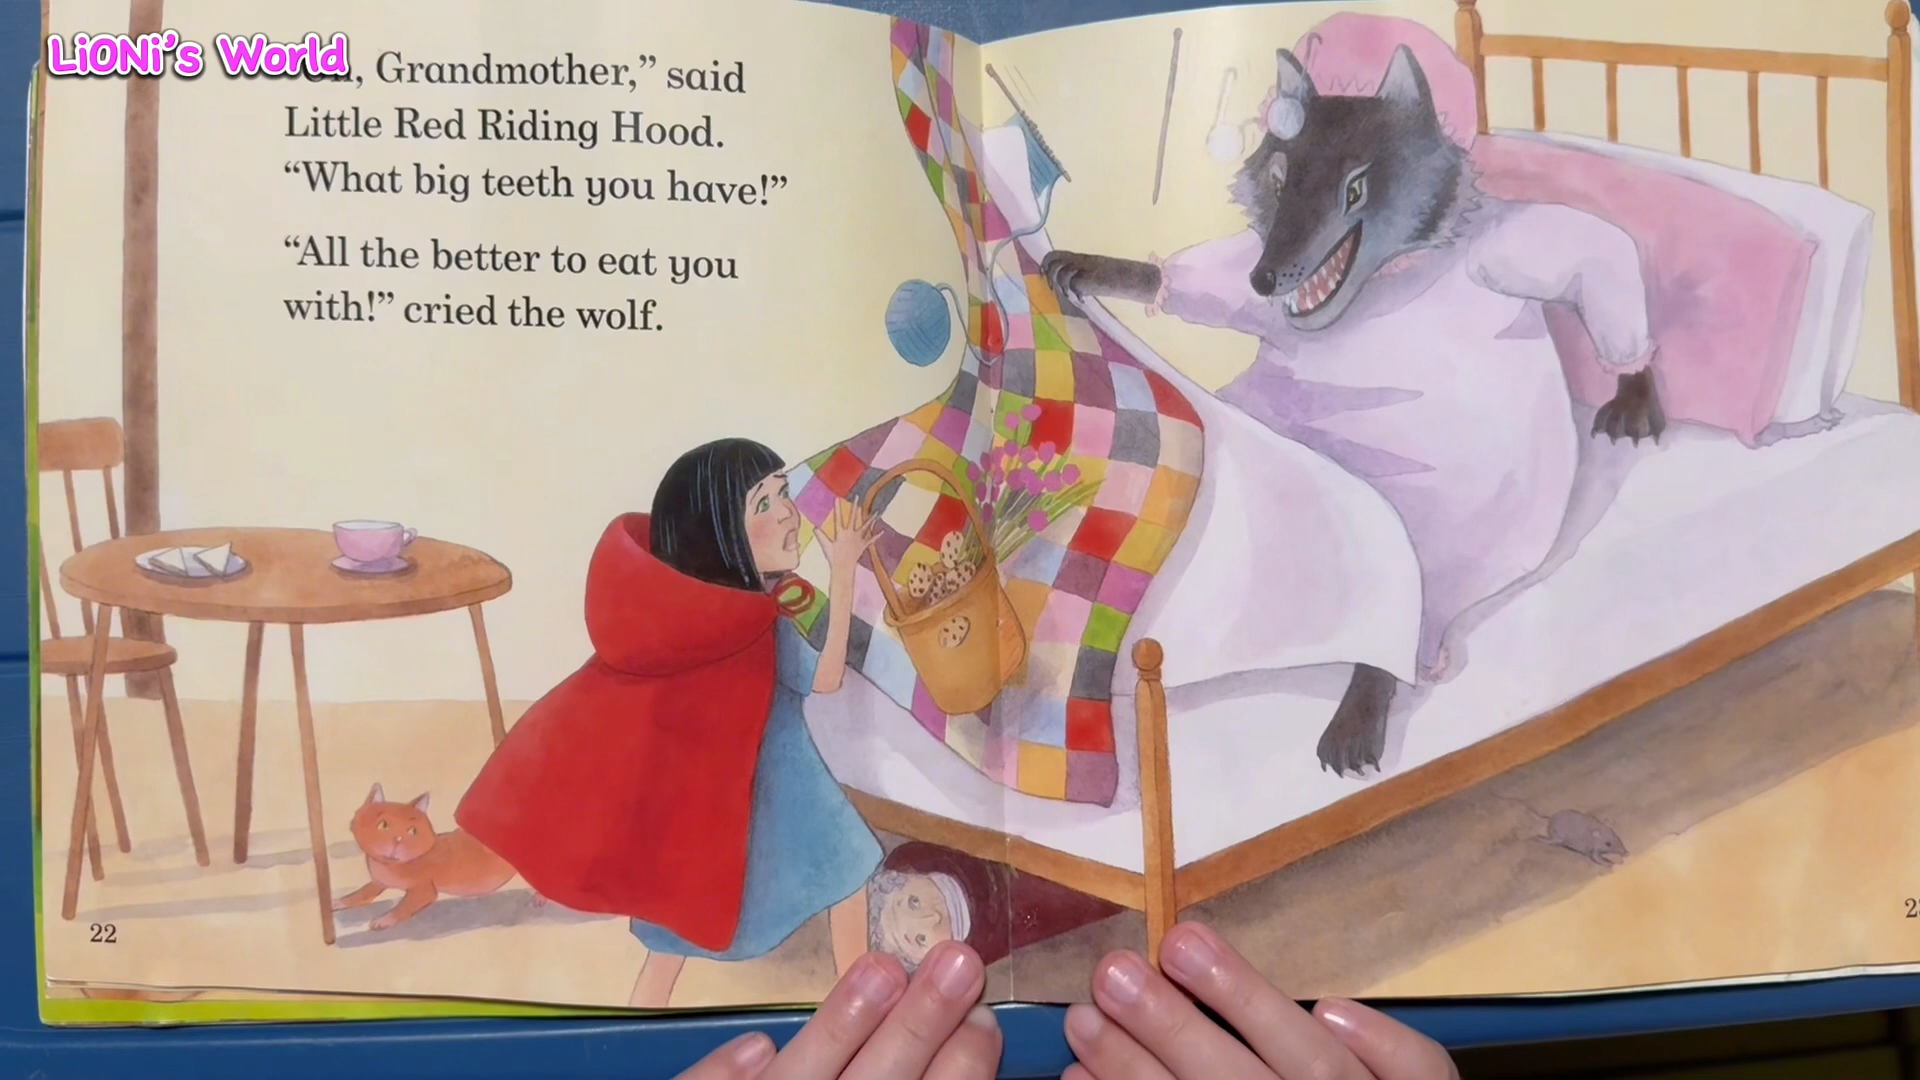 LiONi's World
Grandmother,” said
Little Red Riding Hood.
“What big teeth you have!”
“All the better to eat you
with!” cried the wolf.
22